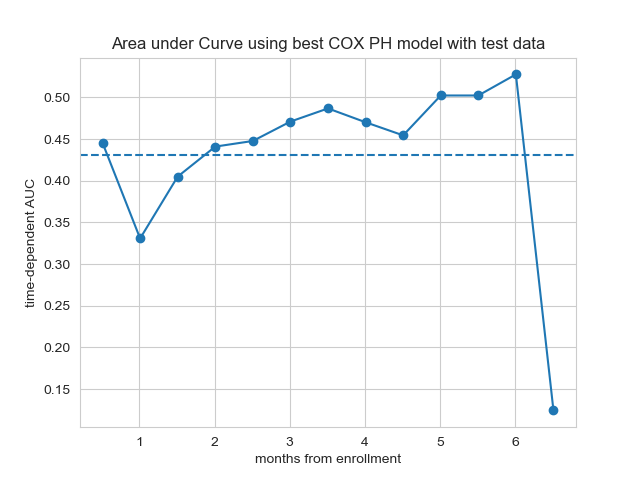 Area under Curve using best COX PH model with test data
time-dependent AUC
0.50
0.45
0.40
0.35
0.30
0.25
0.20
0.15
1 2 3 4 5 6
months from enrollment